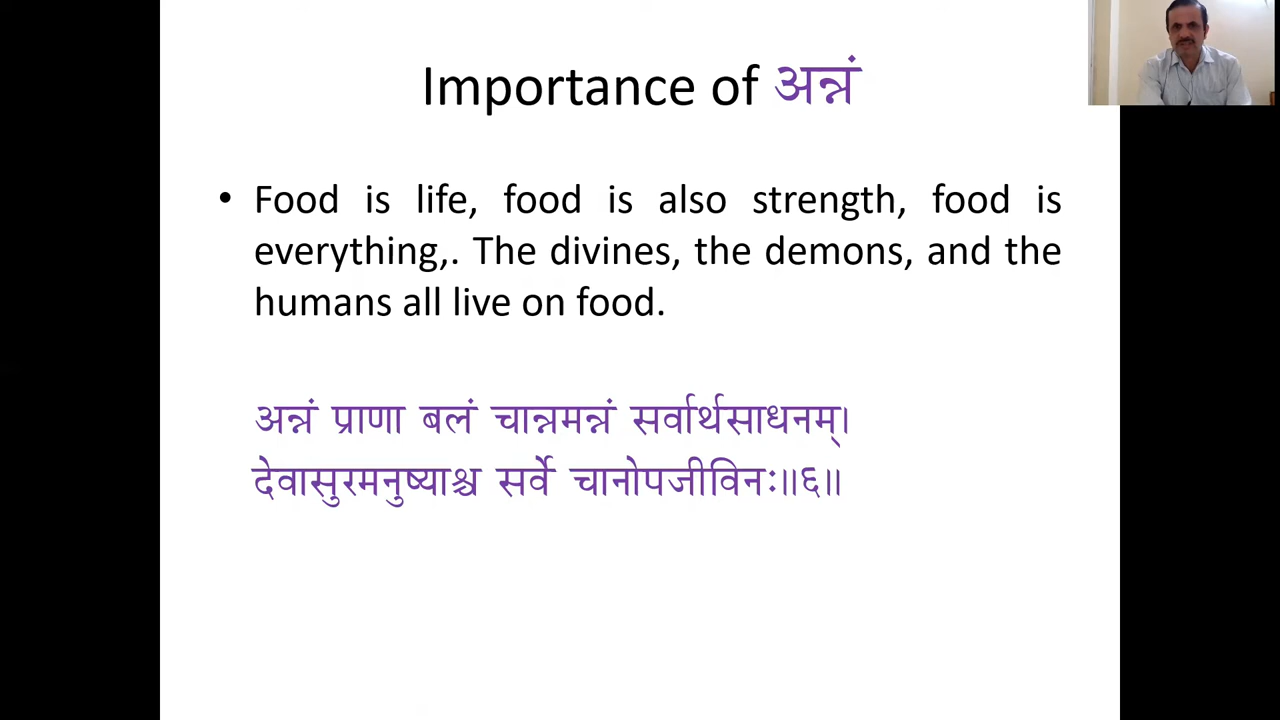 Importance of अन्नं
• Food is life, food is also strength, food is
everything,. The divines, the demons, and the
humans all live on food.
अन्नं प्राणा बलं चान्नमन्नं सर्वार्थसाधनम्।
देवासुरमनुष्याश्च सर्वे चानोपजीविनः॥६॥